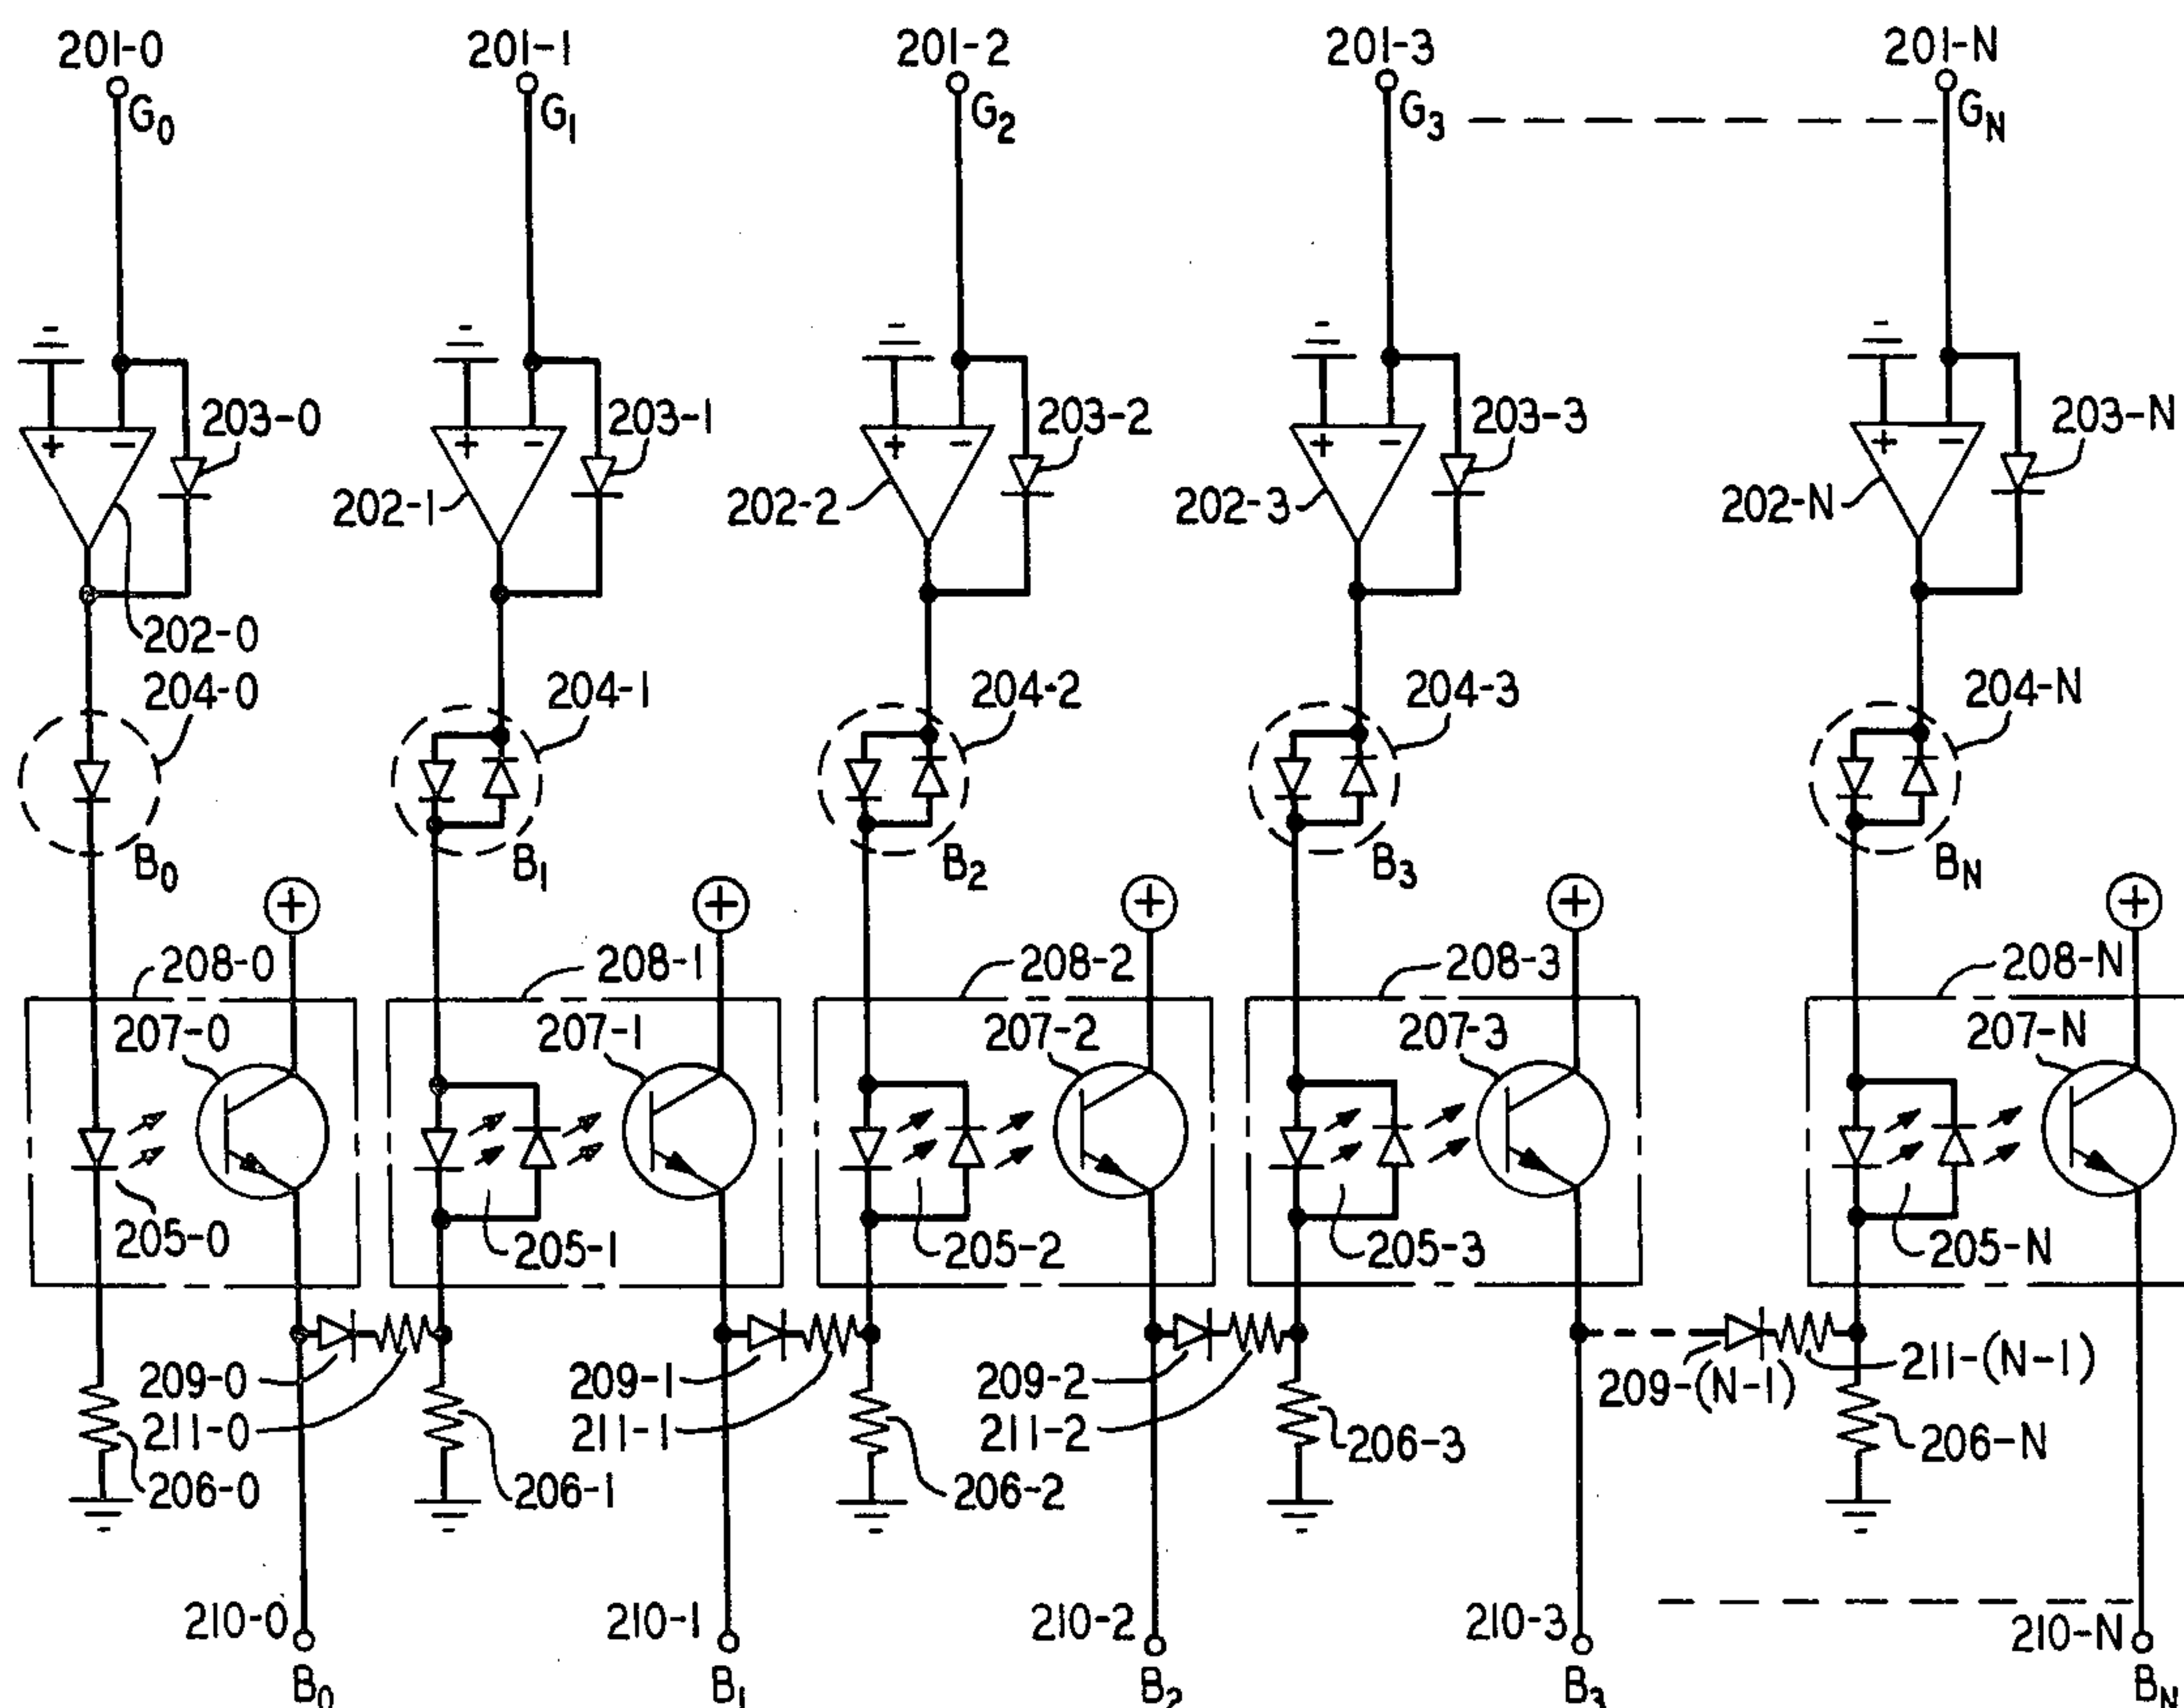 201-0 201-1 201-2 201-3 201-N
G₀ G₁ G₂ G₃ G_N
203-0 203-1 203-2 203-3 203-N
+ − + − + − + − + −
202-1 202-2 202-3 202-N
202-0
204-0 204-1 204-2 204-3 204-N
B₀ B₁ B₂ B₃ B_N
+ + + + +
208-0 208-1 208-2 208-3 208-N
207-0 207-1 207-2 207-3 207-N
205-0 205-1 205-2 205-3 205-N
209-0 209-1 209-2 209-(N-1) 211-(N-1)
211-0 211-1 211-2 206-3 206-N
206-0 206-1 206-2
210-0 210-1 210-2 210-3 210-N
B₀ B₁ B₂ B₃ B_N